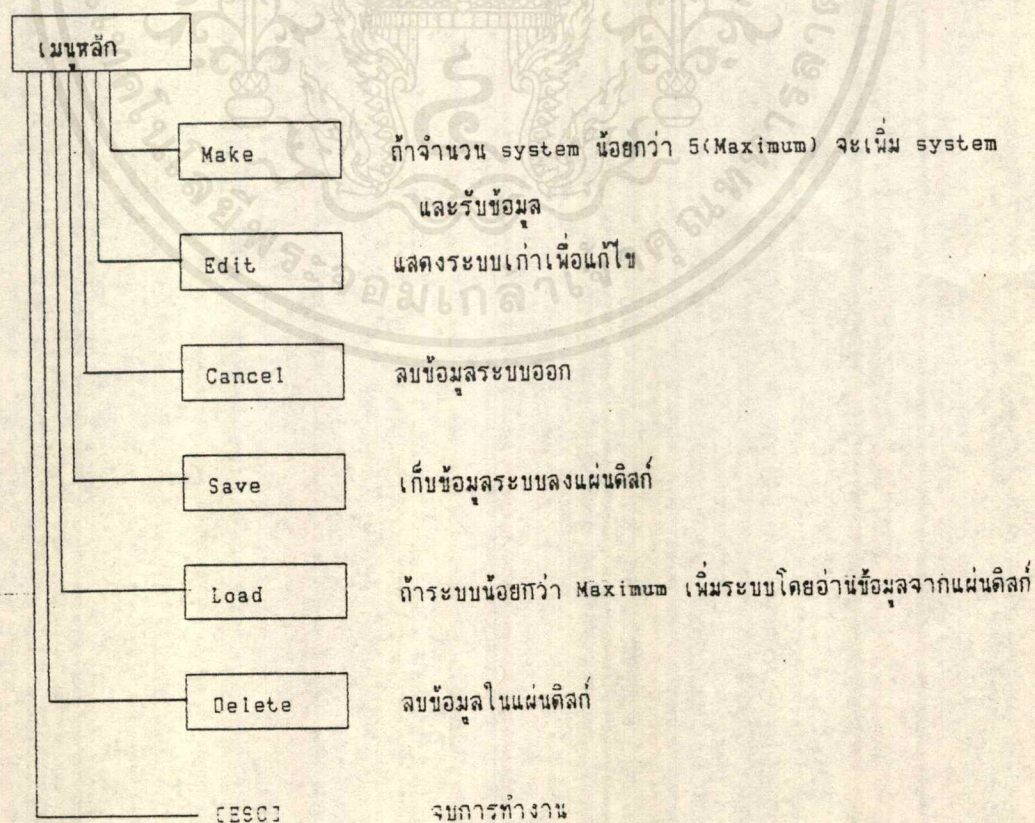 เมนูหลัก
Make ถ้าจำนวน system น้อยกว่า 5(Maximum) จะเพิ่ม system
และรับข้อมูล
Edit แสดงระบบเก่าเพื่อแก้ไข
Cancel ลบข้อมูลระบบออก
Save เก็บข้อมูลระบบลงแผ่นดิสก์
Load ถ้าระบบน้อยกว่า Maximum เพิ่มระบบโดยอ่านข้อมูลจากแผ่นดิสก์
Delete ลบข้อมูลในแผ่นดิสก์
[ESC] จบการทำงาน